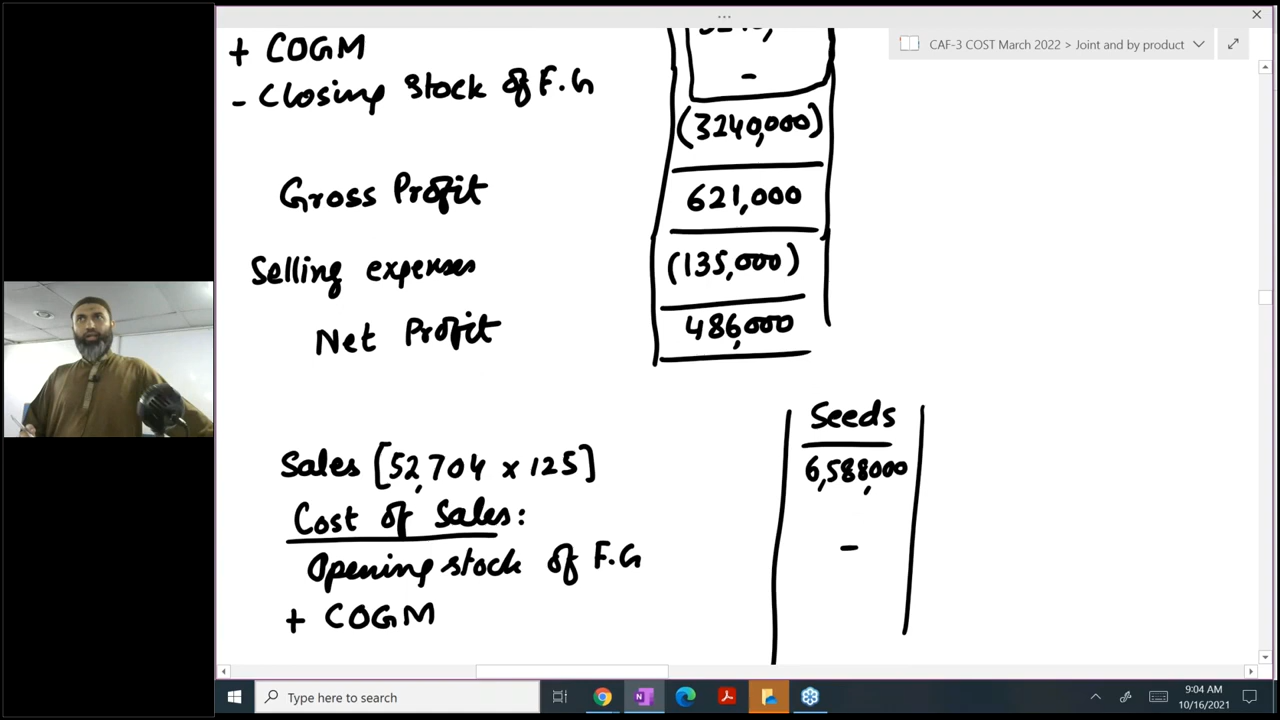 CAF-3 COST March 2022 > Joint and by product
+ COGM
-
- Closing Stock of F.G
(3240,000)
Gross Profit 621,000
Selling expenses (135,000)
Net Profit 486,000
Seeds
Sales [52,704 x 125] 6,588,000
Cost of Sales:
Opening stock of F.G -
+ COGM
Type here to search
9:04 AM
10/16/2021